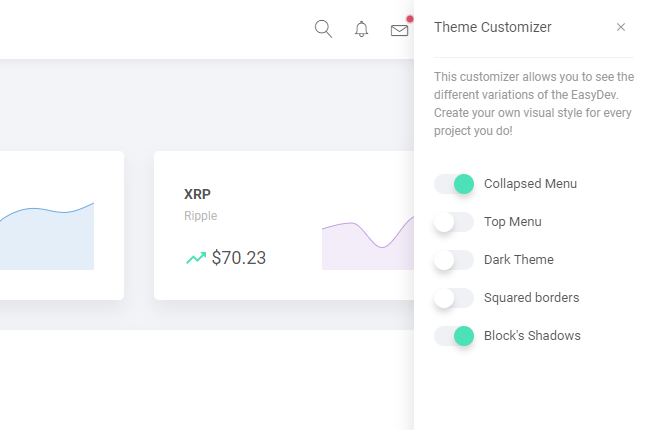 Theme Customizer
This customizer allows you to see the
different variations of the EasyDev.
Create your own visual style for every
project you do!
XRP
Ripple
$70.23
Collapsed Menu
Top Menu
Dark Theme
Squared borders
Block's Shadows